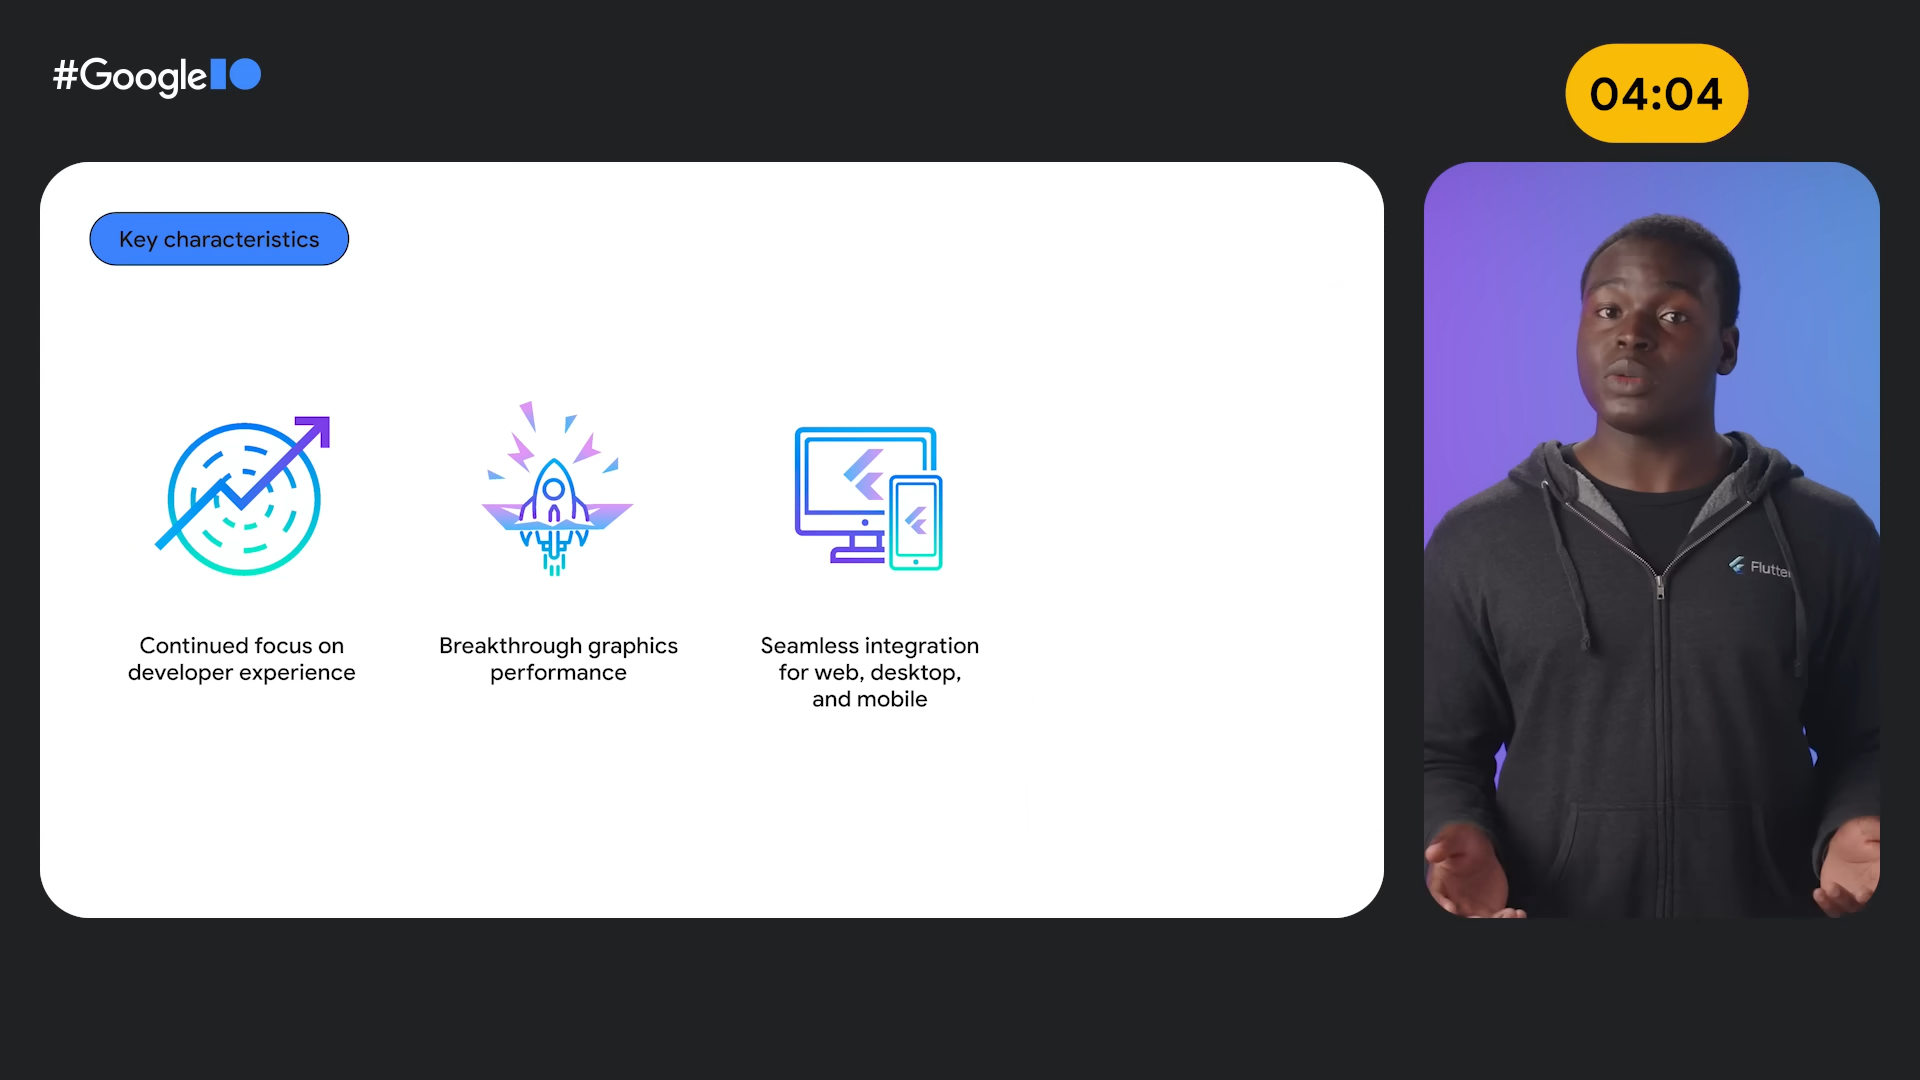 #GoogleIO
04:04
Key characteristics
Continued focus on
developer experience
Breakthrough graphics
performance
Seamless integration
for web, desktop,
and mobile
Flutter